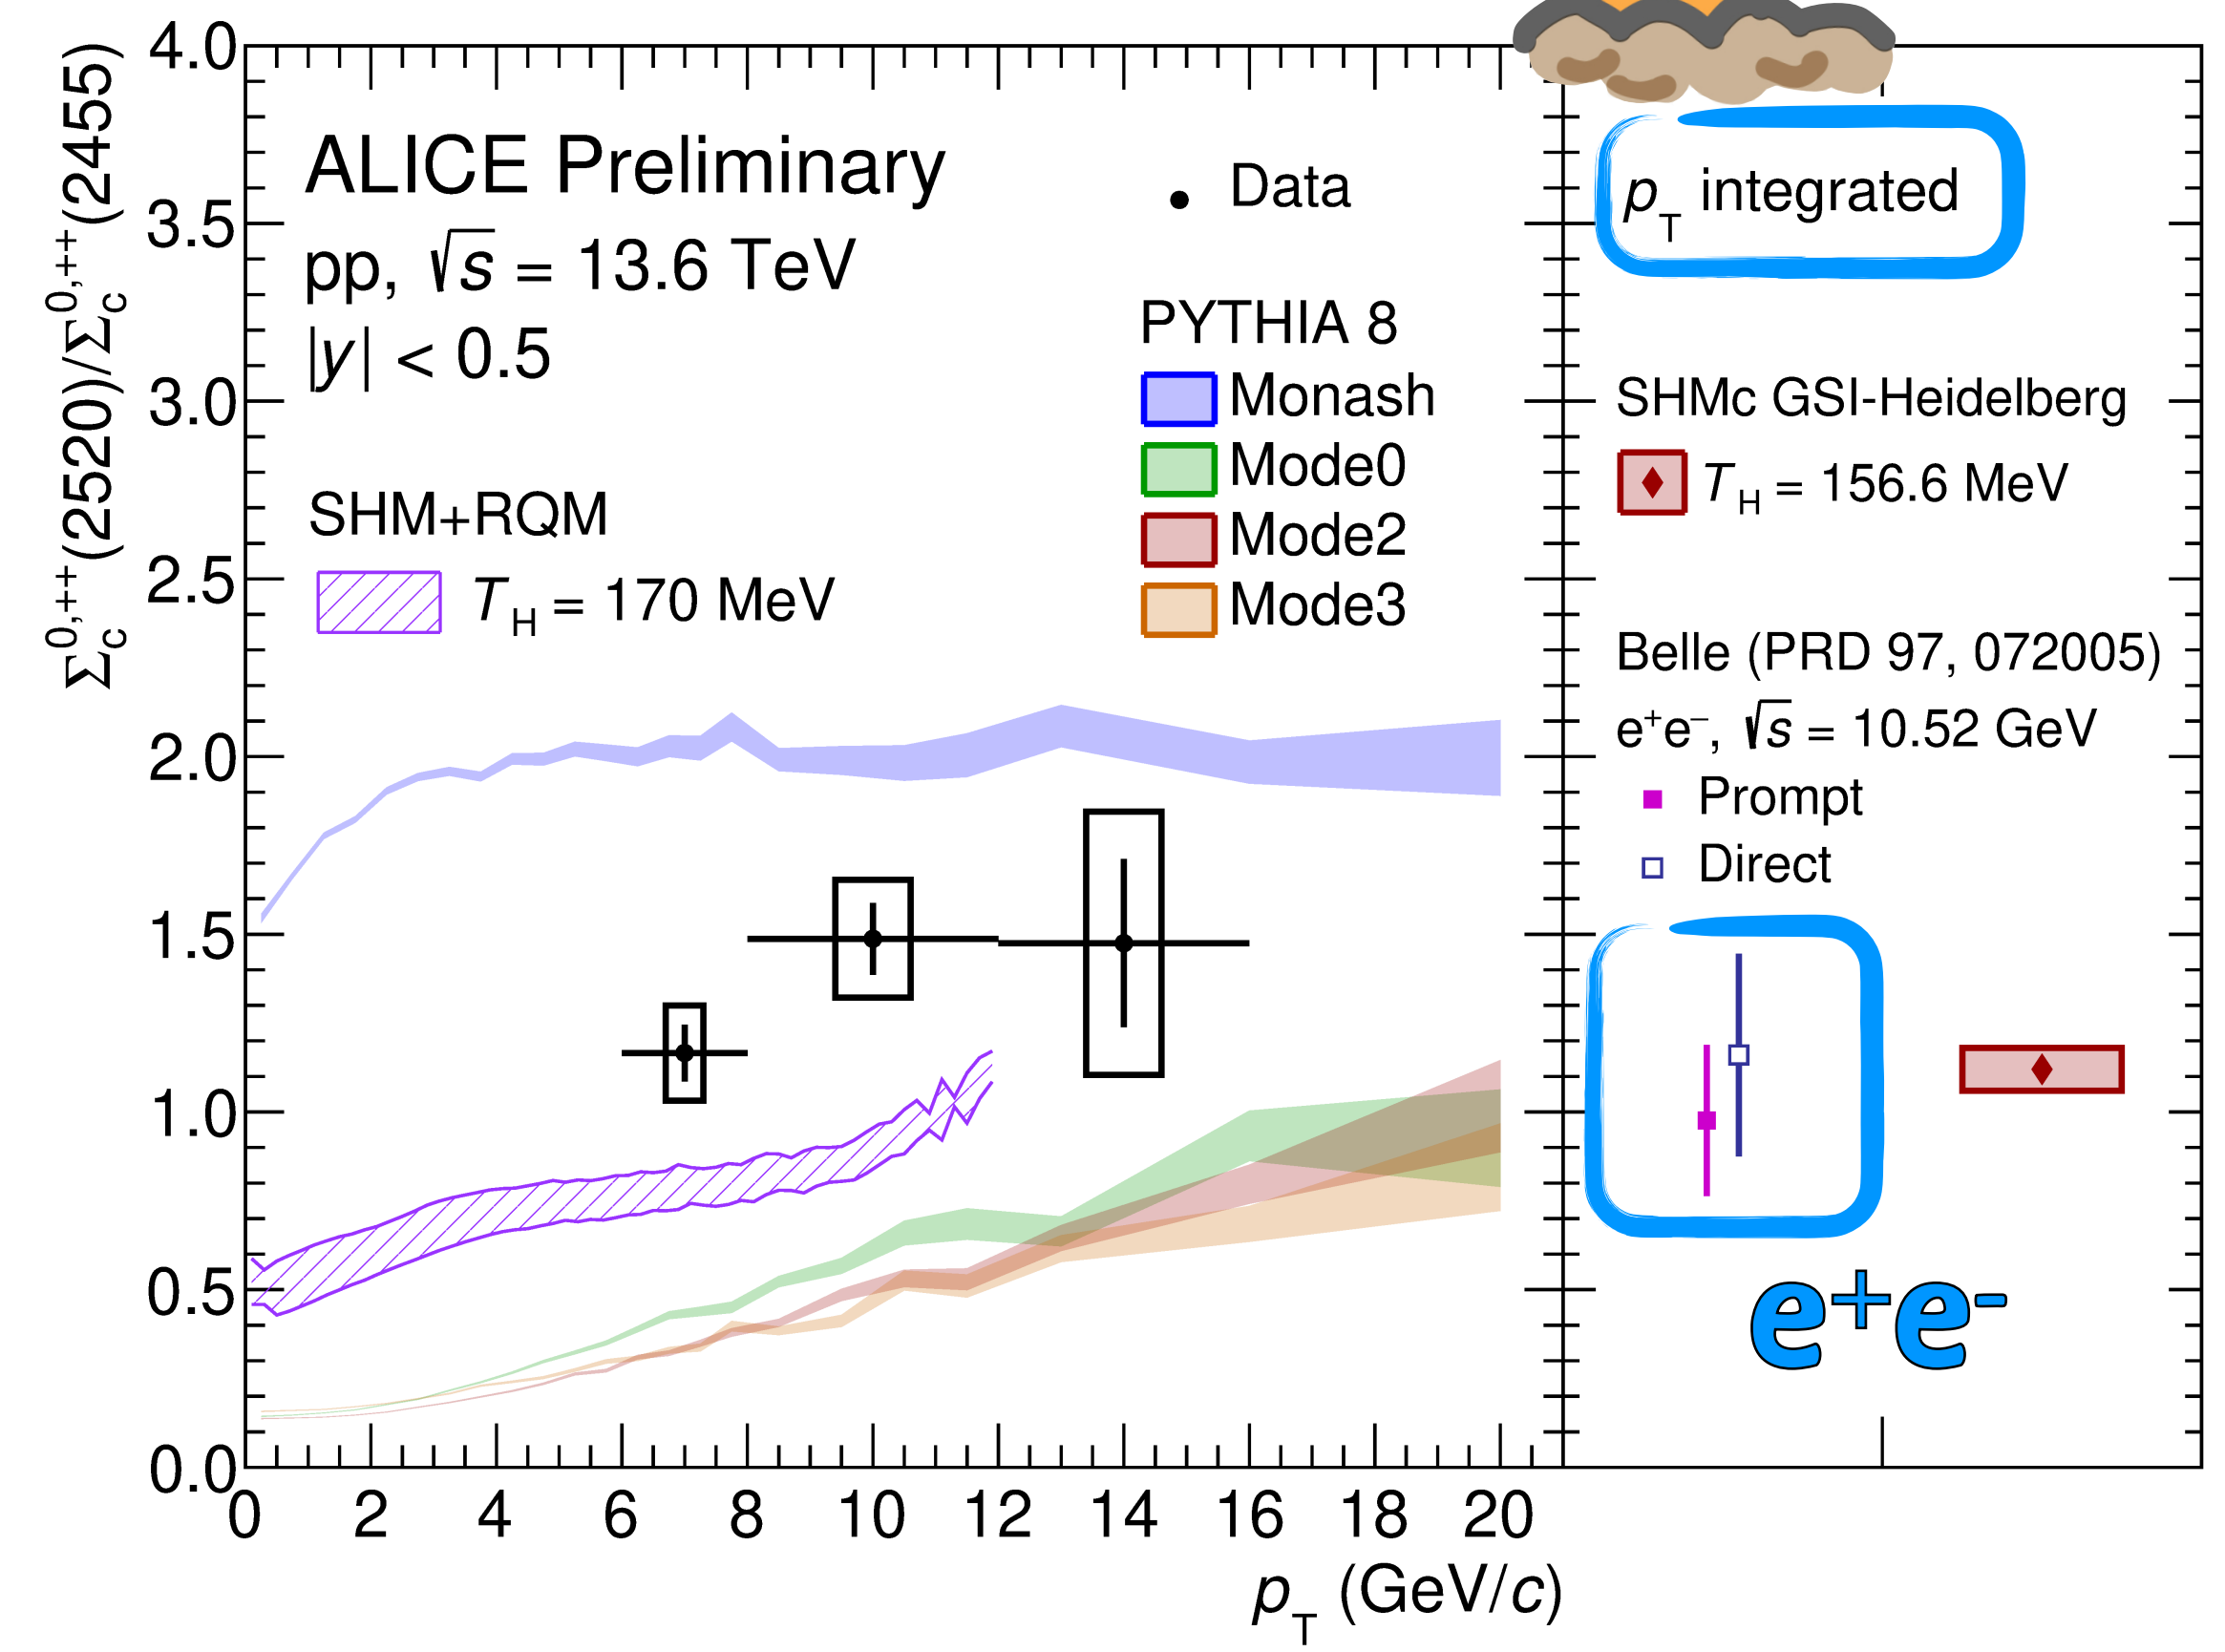 Σc0,++(2520)/Σc0,++(2455)
4.0
3.5
3.0
2.5
2.0
1.5
1.0
0.5
0.0
ALICE Preliminary
pp, √s = 13.6 TeV
|y| < 0.5
SHM+RQM
TH = 170 MeV
Data
PYTHIA 8
Monash
Mode0
Mode2
Mode3
0 2 4 6 8 10 12 14 16 18 20
pT (GeV/c)
pT integrated
SHMc GSI-Heidelberg
TH = 156.6 MeV
Belle (PRD 97, 072005)
e+e−, √s = 10.52 GeV
Prompt
Direct
e+e-